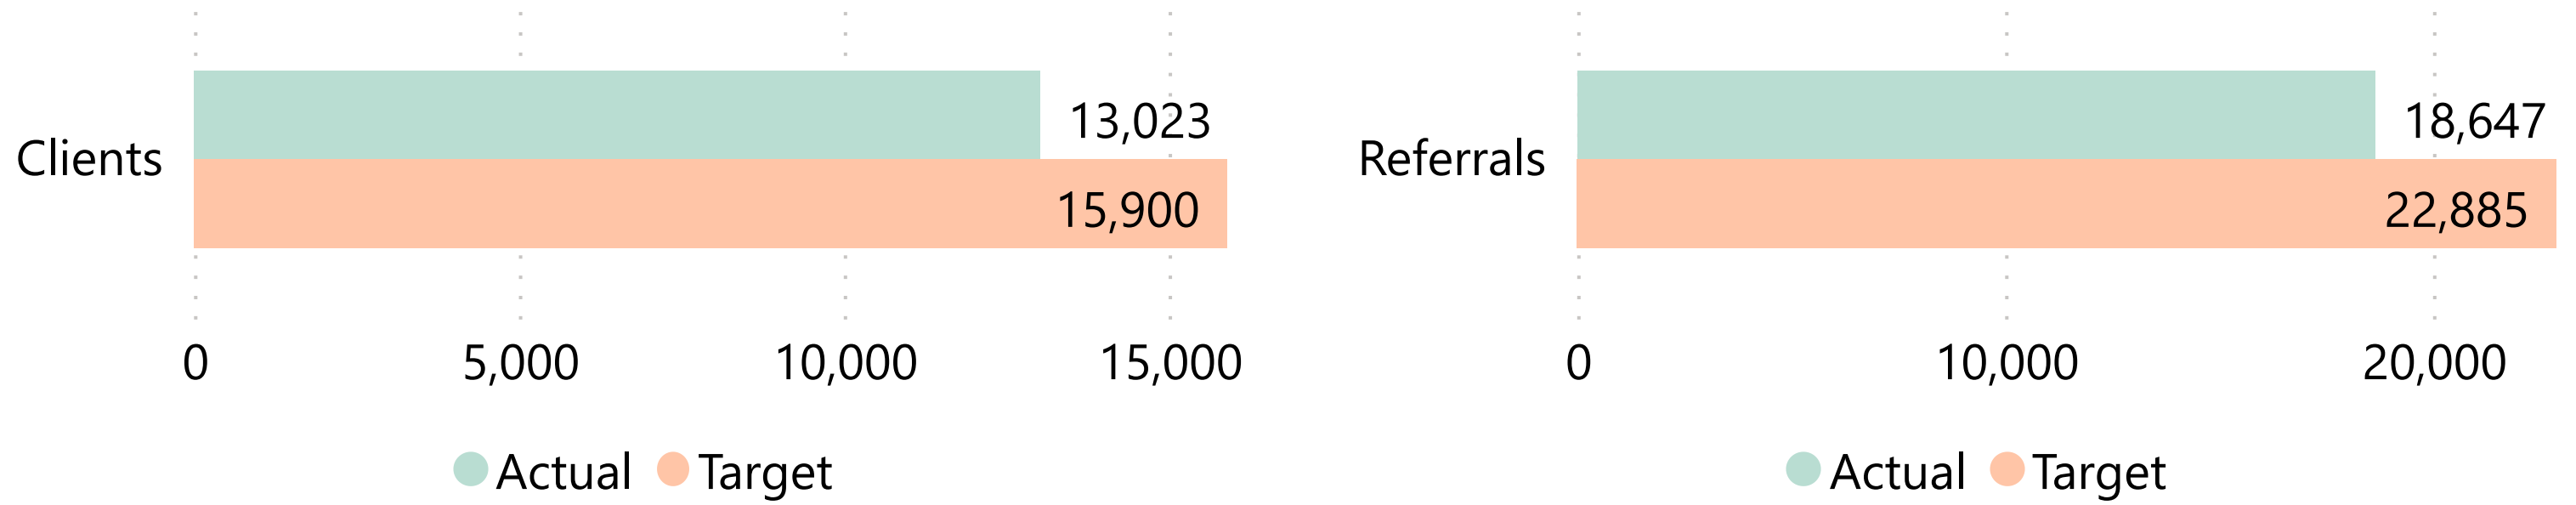 Clients
13,023
15,900
0 5,000 10,000 15,000
Actual Target
Referrals
18,647
22,885
0 10,000 20,000
Actual Target